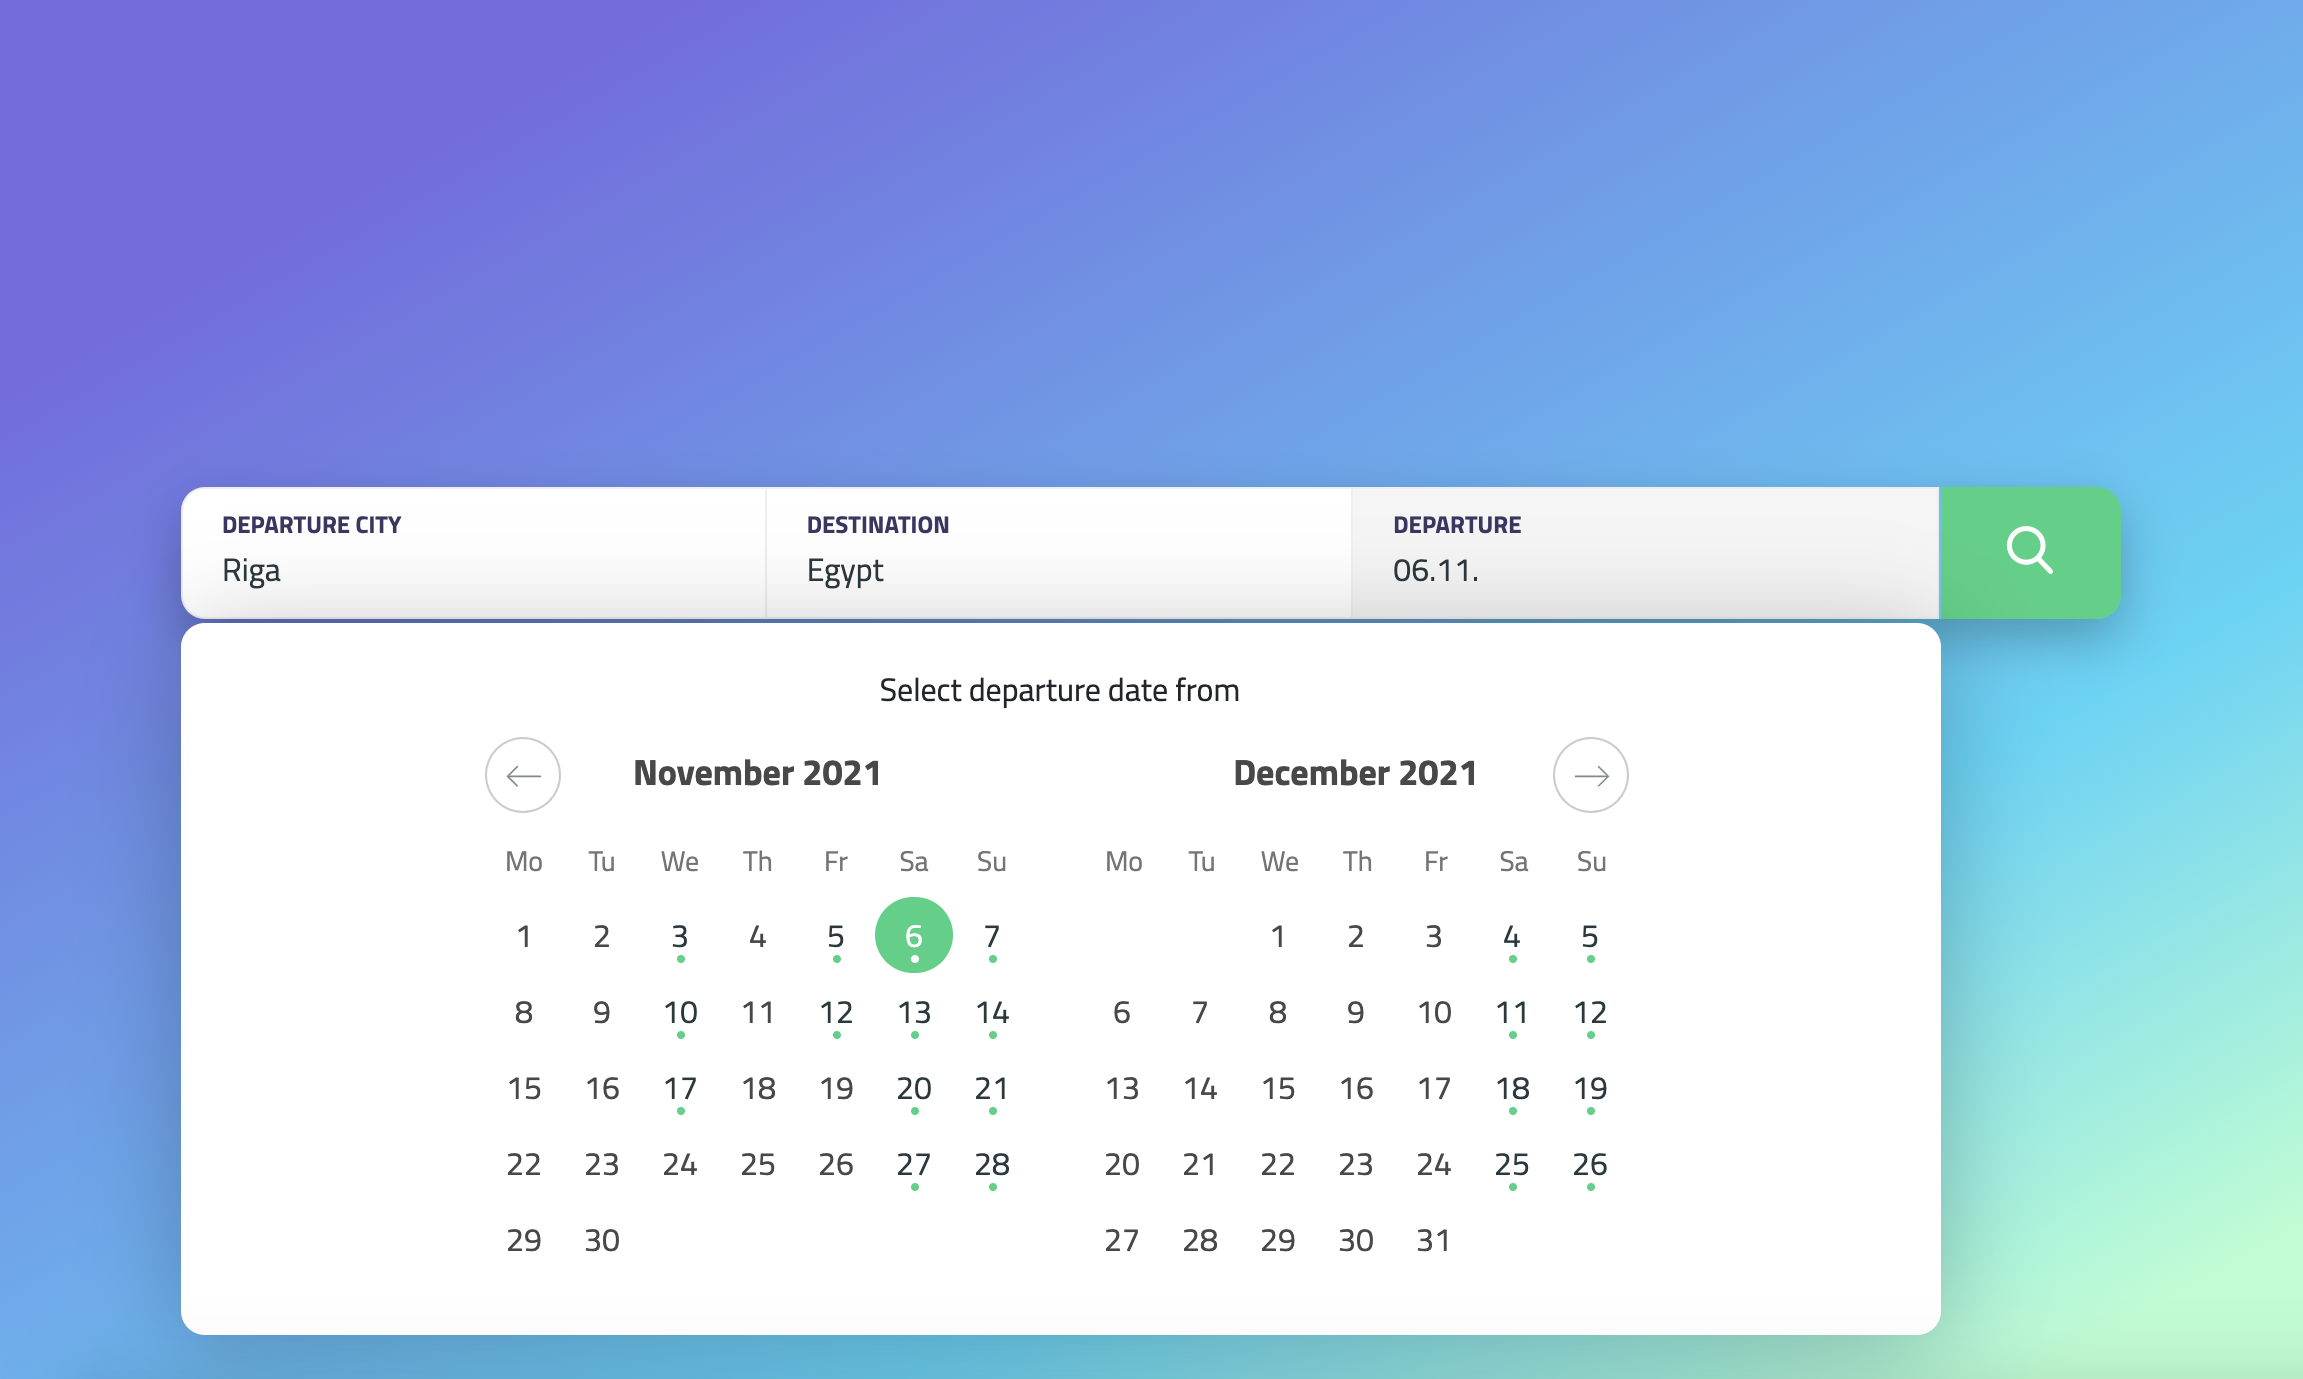 DEPARTURE CITY
Riga
DESTINATION
Egypt
DEPARTURE
06.11.
Select departure date from
November 2021
Mo Tu We Th Fr Sa Su
1 2 3 4 5 6 7
8 9 10 11 12 13 14
15 16 17 18 19 20 21
22 23 24 25 26 27 28
29 30
December 2021
Mo Tu We Th Fr Sa Su
1 2 3 4 5
6 7 8 9 10 11 12
13 14 15 16 17 18 19
20 21 22 23 24 25 26
27 28 29 30 31